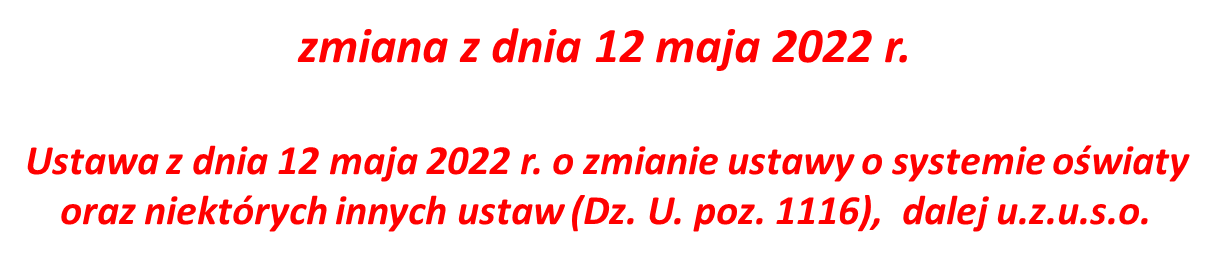 zmiana z dnia 12 maja 2022 r.
Ustawa z dnia 12 maja 2022 r. o zmianie ustawy o systemie oświaty
oraz niektórych innych ustaw (Dz. U. poz. 1116), dalej u.z.u.s.o.